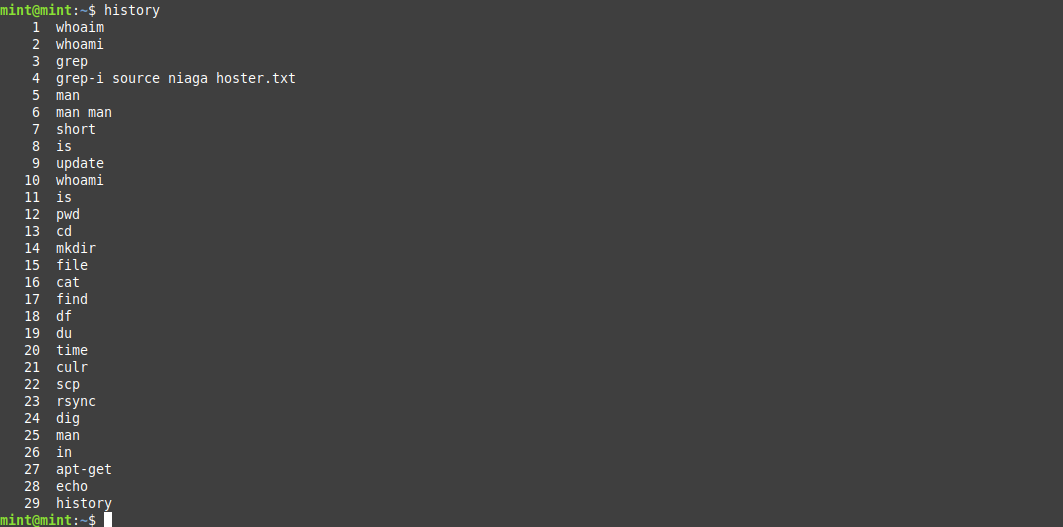 mint@mint:~$ history
1 whoaim
2 whoami
3 grep
4 grep-i source niaga hoster.txt
5 man
6 man man
7 short
8 is
9 update
10 whoami
11 is
12 pwd
13 cd
14 mkdir
15 file
16 cat
17 find
18 df
19 du
20 time
21 culr
22 scp
23 rsync
24 dig
25 man
26 in
27 apt-get
28 echo
29 history
mint@mint:~$